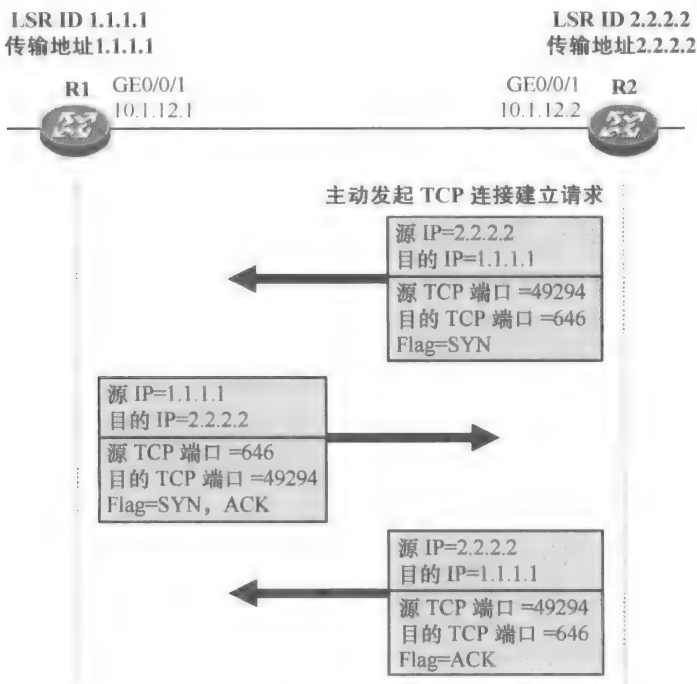 LSR ID 1.1.1.1
传输地址1.1.1.1
LSR ID 2.2.2.2
传输地址2.2.2.2
R1
GE0/0/1
10.1.12.1
GE0/0/1
10.1.12.2
R2
主动发起 TCP 连接建立请求
源 IP=2.2.2.2
目的 IP=1.1.1.1
源 TCP 端口 =49294
目的 TCP 端口 =646
Flag=SYN
源 IP=1.1.1.1
目的 IP=2.2.2.2
源 TCP 端口 =646
目的 TCP 端口 =49294
Flag=SYN，ACK
源 IP=2.2.2.2
目的 IP=1.1.1.1
源 TCP 端口 =49294
目的 TCP 端口 =646
Flag=ACK